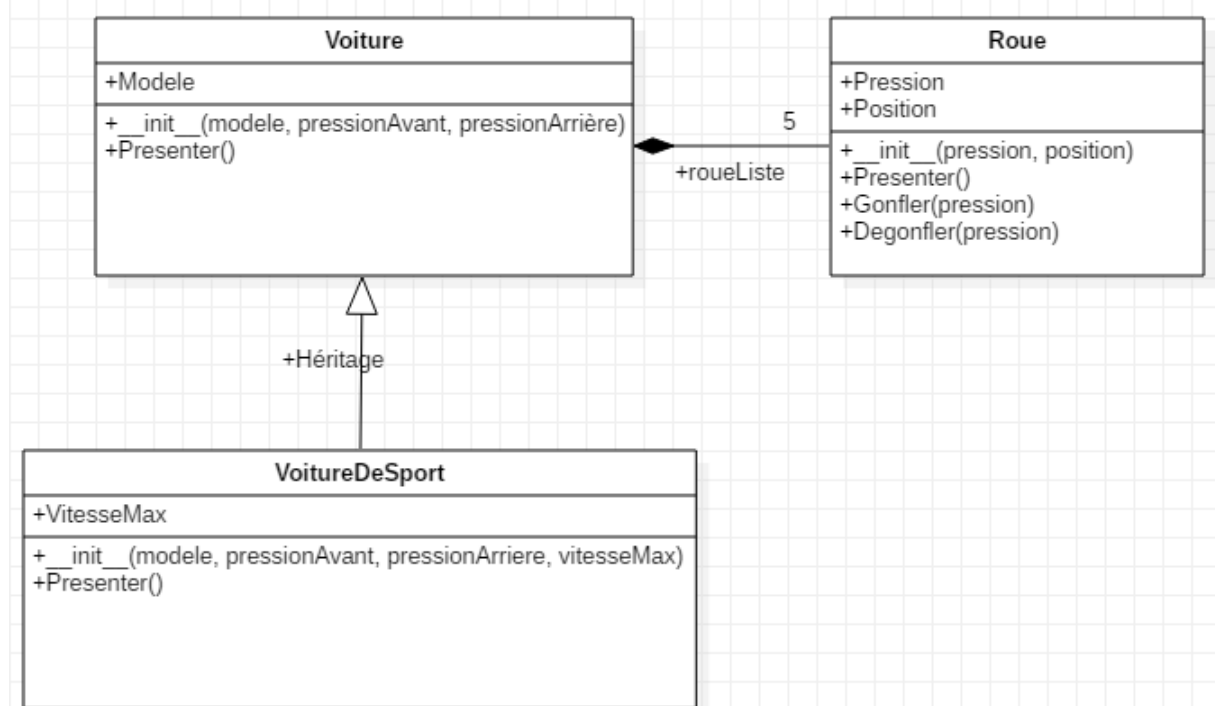 Voiture
+Modele
+__init__(modele, pressionAvant, pressionArrière)
+Presenter()
5
+roueListe
Roue
+Pression
+Position
+__init__(pression, position)
+Presenter()
+Gonfler(pression)
+Degonfler(pression)
+Héritage
VoitureDeSport
+VitesseMax
+__init__(modele, pressionAvant, pressionArriere, vitesseMax)
+Presenter()